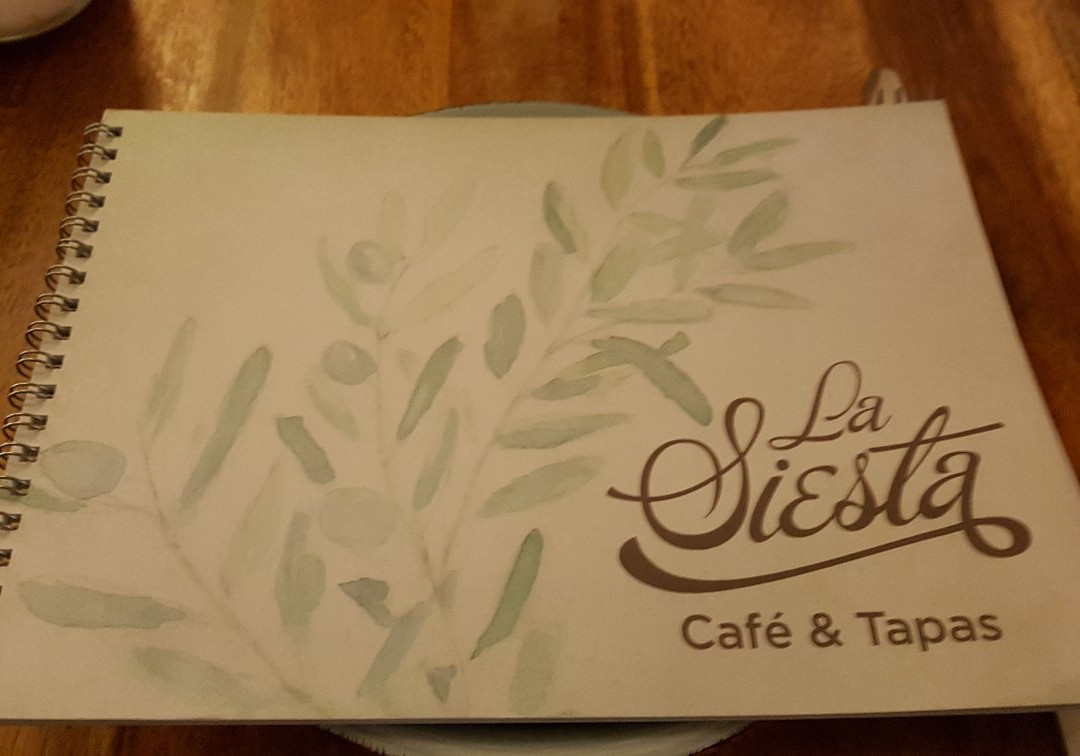 La
Siesta
Café & Tapas